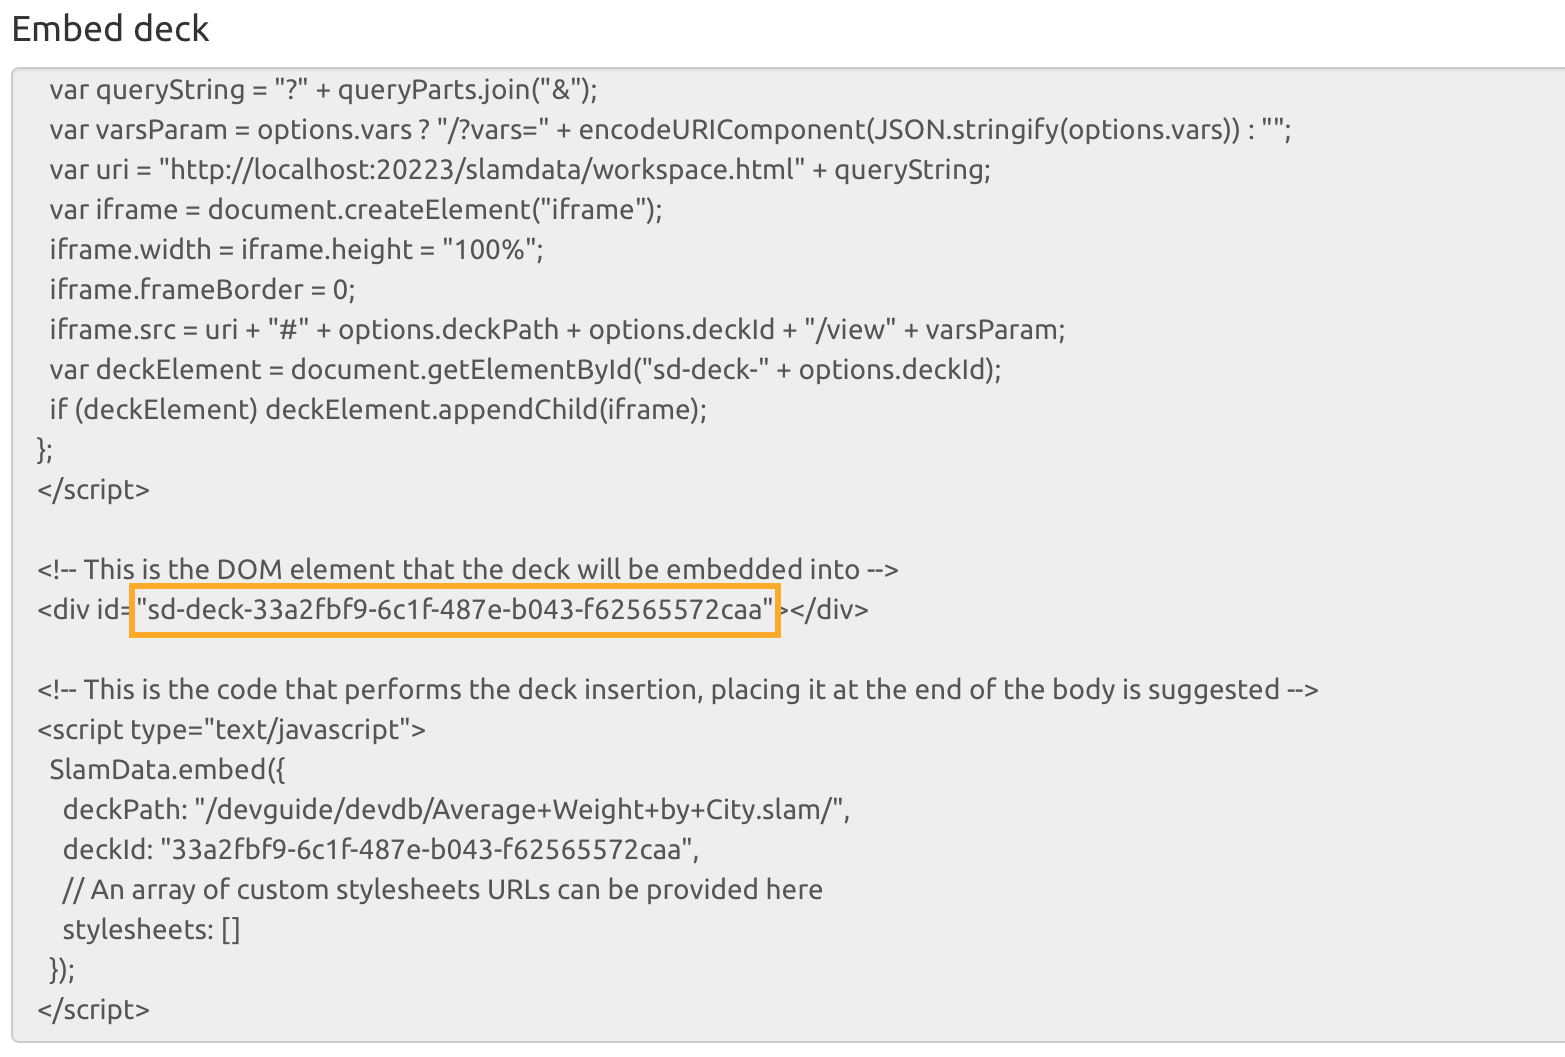 Embed deck
var queryString = "?" + queryParts.join("&");
var varsParam = options.vars ? "/?vars=" + encodeURIComponent(JSON.stringify(options.vars)) : "";
var uri = "http://localhost:20223/slamdata/workspace.html" + queryString;
var iframe = document.createElement("iframe");
iframe.width = iframe.height = "100%";
iframe.frameBorder = 0;
iframe.src = uri + "#" + options.deckPath + options.deckId + "/view" + varsParam;
var deckElement = document.getElementById("sd-deck-" + options.deckId);
if (deckElement) deckElement.appendChild(iframe);
};
</script>
<!-- This is the DOM element that the deck will be embedded into -->
<div id="sd-deck-33a2fbf9-6c1f-487e-b043-f62565572caa"></div>
<!-- This is the code that performs the deck insertion, placing it at the end of the body is suggested -->
<script type="text/javascript">
SlamData.embed({
deckPath: "/devguide/devdb/Average+Weight+by+City.slam/",
deckId: "33a2fbf9-6c1f-487e-b043-f62565572caa",
// An array of custom stylesheets URLs can be provided here
stylesheets: []
});
</script>